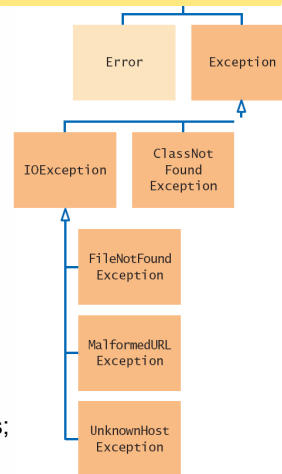 Error
Exception
IOException
ClassNot
Found
Exception
FileNotFound
Exception
MalformedURL
Exception
s;
UnknownHost
Exception